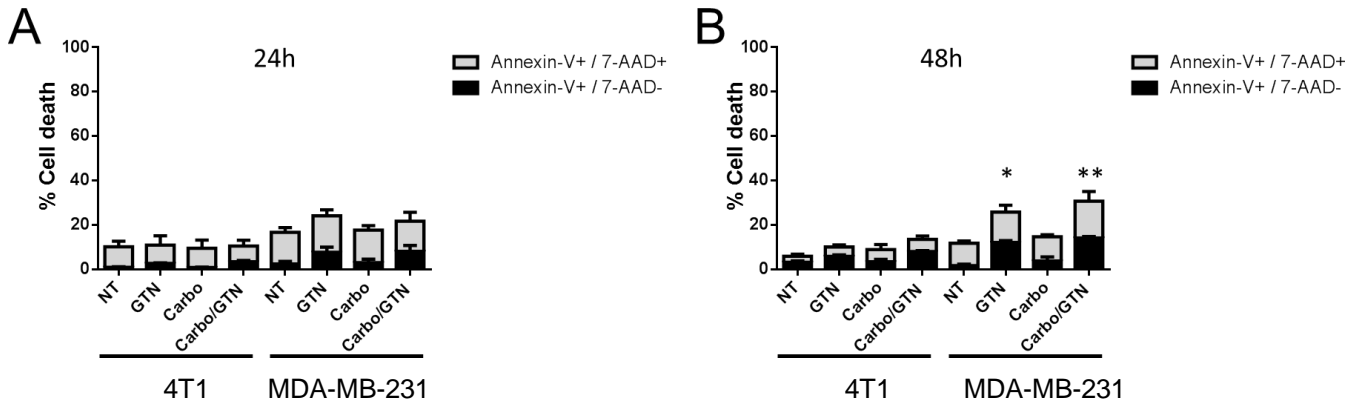 A
24h
% Cell death
100
80
60
40
20
0
Annexin-V+ / 7-AAD+
Annexin-V+ / 7-AAD-
NT
GTN
Carbo
Carbo/GTN
NT
GTN
Carbo
Carbo/GTN
4T1
MDA-MB-231
B
48h
% Cell death
100
80
60
40
20
0
*
**
Annexin-V+ / 7-AAD+
Annexin-V+ / 7-AAD-
NT
GTN
Carbo
Carbo/GTN
NT
GTN
Carbo
Carbo/GTN
4T1
MDA-MB-231